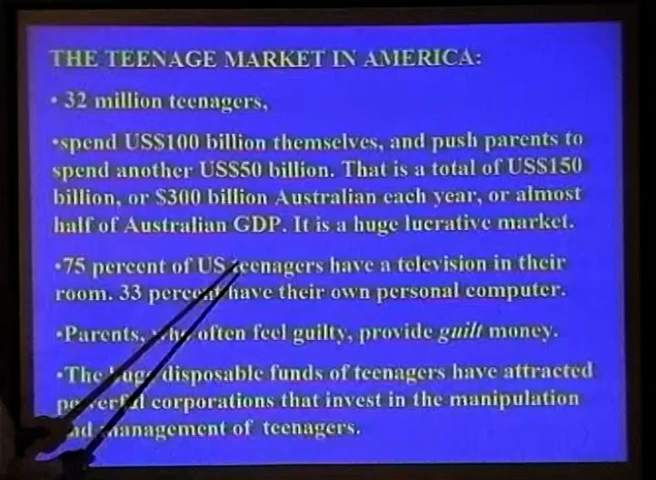 THE TEENAGE MARKET IN AMERICA:
• 32 million teenagers,
•spend US$100 billion themselves, and push parents to
spend another US$50 billion. That is a total of US$150
billion, or $300 billion Australian each year, or almost
half of Australian GDP. It is a huge lucrative market.
•75 percent of US teenagers have a television in their
room. 33 percent have their own personal computer.
•Parents, who often feel guilty, provide guilt money.
•The huge disposable funds of teenagers have attracted
powerful corporations that invest in the manipulation
and management of teenagers.